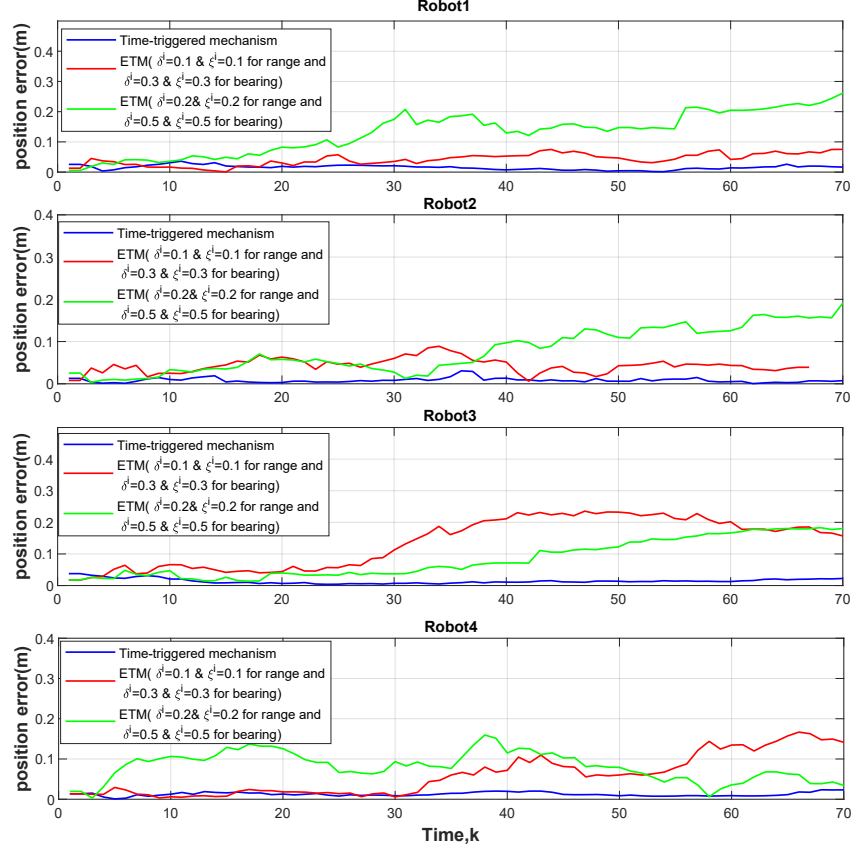 Robot1
position error(m)
0.4
0.3
0.2
0.1
0
Time-triggered mechanism
ETM( δⁱ=0.1 & ξⁱ=0.1 for range and
δⁱ=0.3 & ξⁱ=0.3 for bearing)
ETM( δⁱ=0.2& ξⁱ=0.2 for range and
δⁱ=0.5 & ξⁱ=0.5 for bearing)
0 10 20 30 40 50 60 70
Robot2
position error(m)
0.4
0.3
0.2
0.1
0
Time-triggered mechanism
ETM( δⁱ=0.1 & ξⁱ=0.1 for range and
δⁱ=0.3 & ξⁱ=0.3 for bearing)
ETM( δⁱ=0.2& ξⁱ=0.2 for range and
δⁱ=0.5 & ξⁱ=0.5 for bearing)
0 10 20 30 40 50 60 70
Robot3
position error(m)
0.4
0.3
0.2
0.1
0
Time-triggered mechanism
ETM( δⁱ=0.1 & ξⁱ=0.1 for range and
δⁱ=0.3 & ξⁱ=0.3 for bearing)
ETM( δⁱ=0.2& ξⁱ=0.2 for range and
δⁱ=0.5 & ξⁱ=0.5 for bearing)
0 10 20 30 40 50 60 70
Robot4
position error(m)
0.4
0.3
0.2
0.1
0
Time-triggered mechanism
ETM( δⁱ=0.1 & ξⁱ=0.1 for range and
δⁱ=0.3 & ξⁱ=0.3 for bearing)
ETM( δⁱ=0.2& ξⁱ=0.2 for range and
δⁱ=0.5 & ξⁱ=0.5 for bearing)
0 10 20 30 40 50 60 70
Time,k